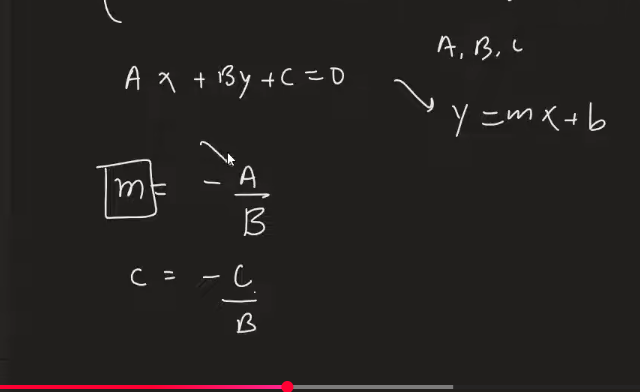 A, B, C
Ax + By + C = 0
y = mx + b
m = - A/B
c = - C/B